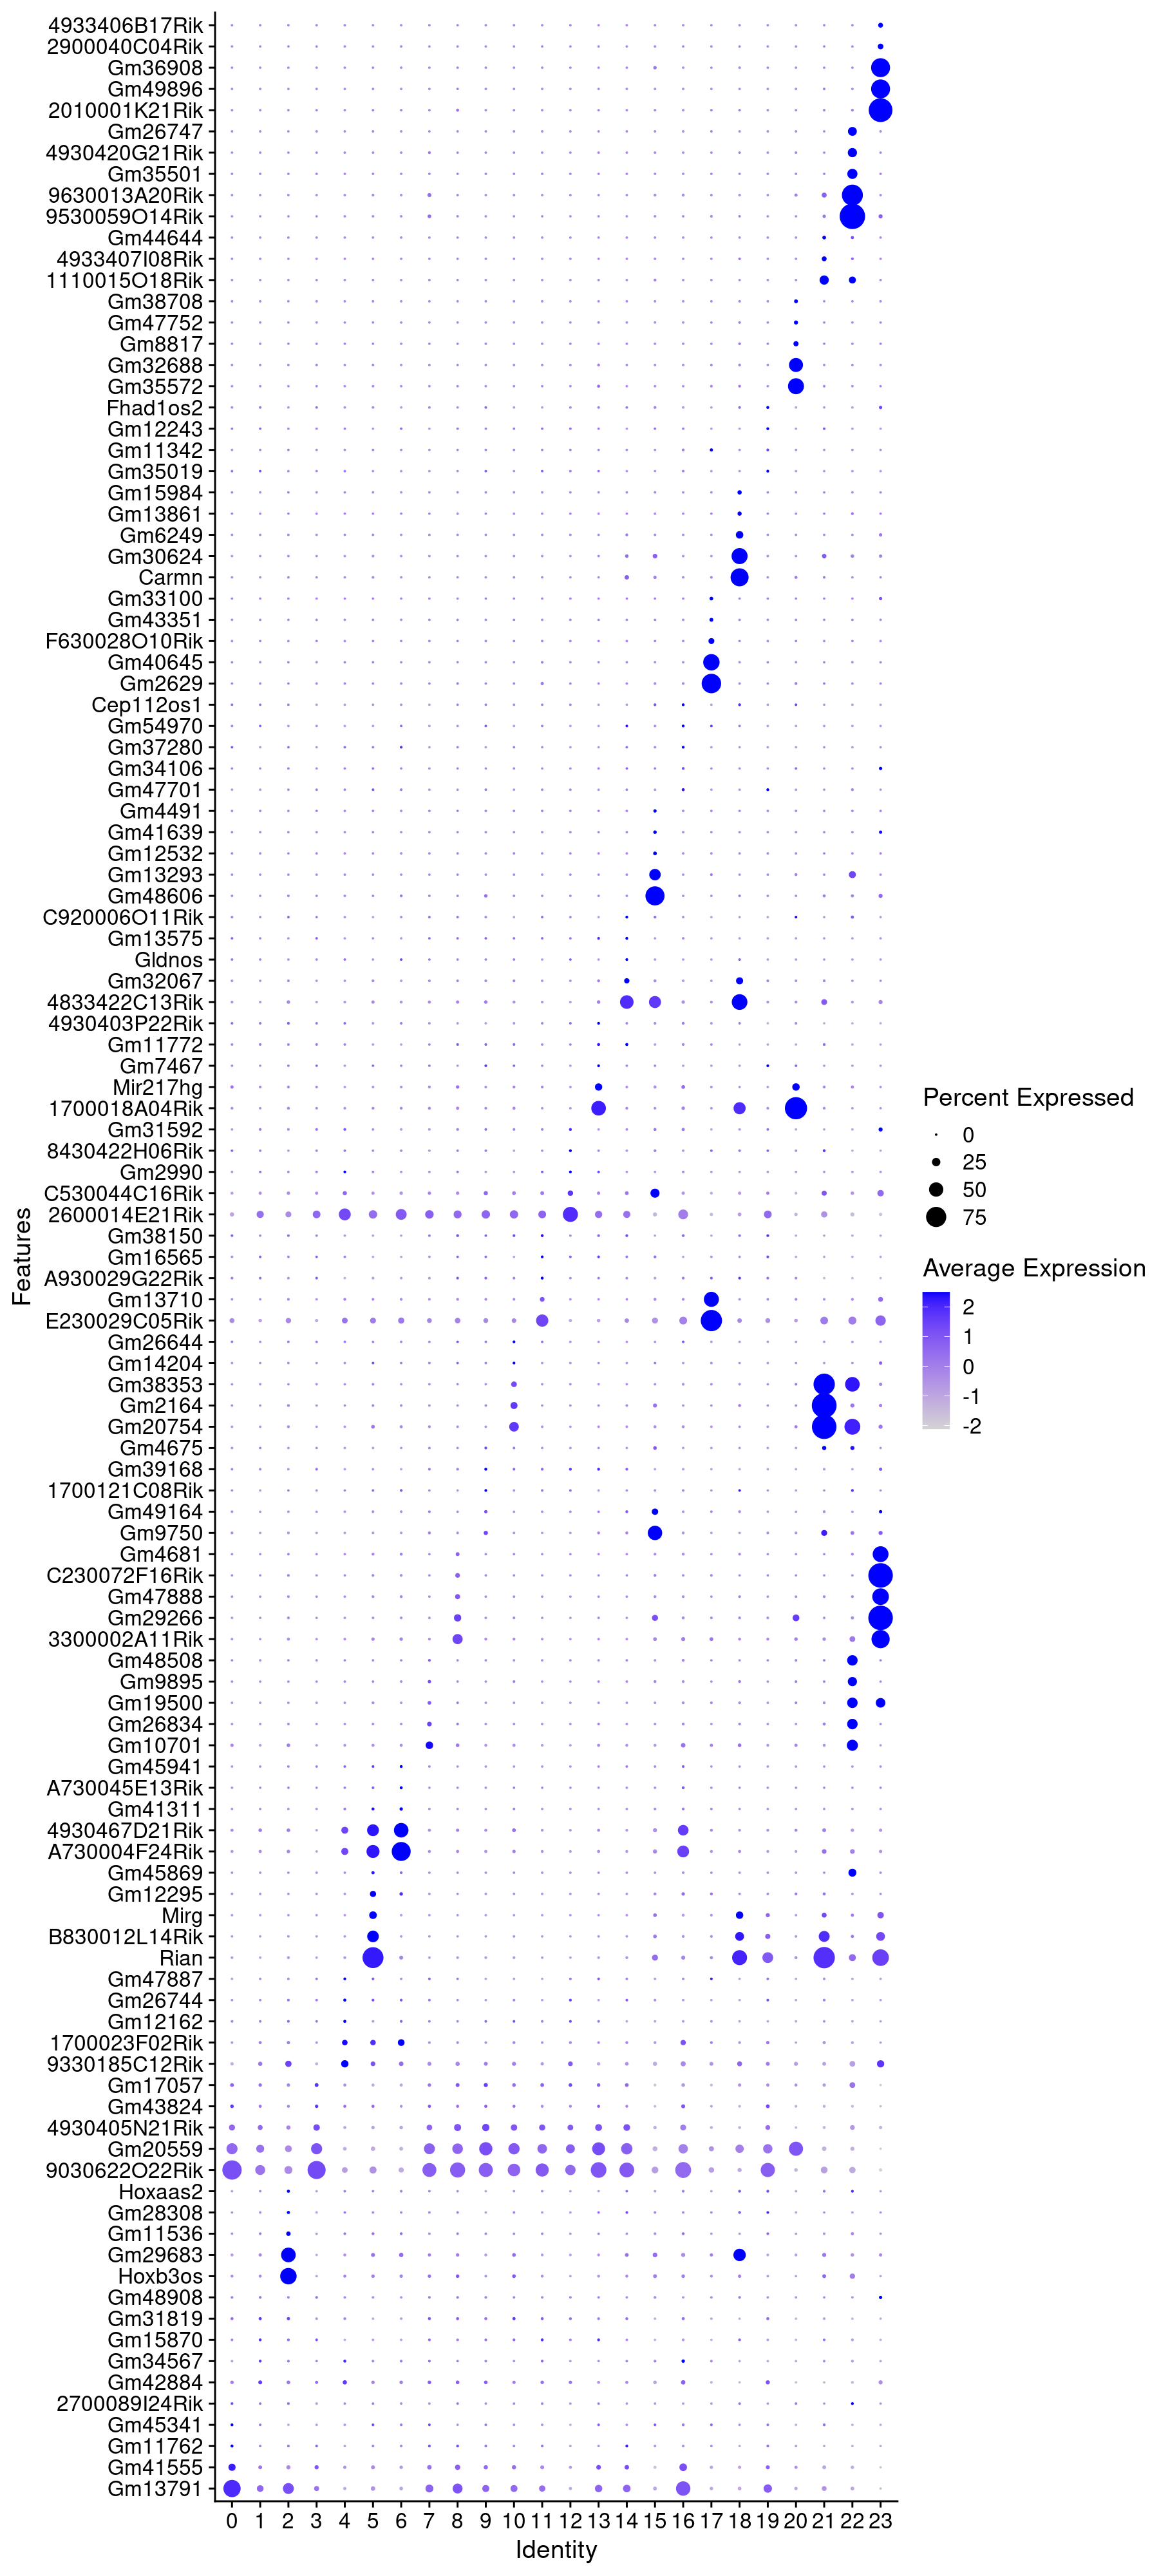 4933406B17Rik
2900040C04Rik
Gm36908
Gm49896
2010001K21Rik
Gm26747
4930420G21Rik
Gm35501
9630013A20Rik
9530059O14Rik
Gm44644
4933407I08Rik
1110015O18Rik
Gm38708
Gm47752
Gm8817
Gm32688
Gm35572
Fhad1os2
Gm12243
Gm11342
Gm35019
Gm15984
Gm13861
Gm6249
Gm30624
Carmn
Gm33100
Gm43351
F630028O10Rik
Gm40645
Gm2629
Cep112os1
Gm54970
Gm37280
Gm34106
Gm47701
Gm4491
Gm41639
Gm12532
Gm13293
Gm48606
C920006O11Rik
Gm13575
Gldnos
Gm32067
4833422C13Rik
4930403P22Rik
Gm11772
Gm7467
Mir217hg
1700018A04Rik
Gm31592
8430422H06Rik
Gm2990
C530044C16Rik
2600014E21Rik
Gm38150
Gm16565
A930029G22Rik
Gm13710
E230029C05Rik
Gm26644
Gm14204
Gm38353
Gm2164
Gm20754
Gm4675
Gm39168
1700121C08Rik
Gm49164
Gm9750
Gm4681
C230072F16Rik
Gm47888
Gm29266
3300002A11Rik
Gm48508
Gm9895
Gm19500
Gm26834
Gm10701
Gm45941
A730045E13Rik
Gm41311
4930467D21Rik
A730004F24Rik
Gm45869
Gm12295
Mirg
B830012L14Rik
Rian
Gm47887
Gm26744
Gm12162
1700023F02Rik
9330185C12Rik
Gm17057
Gm43824
4930405N21Rik
Gm20559
9030622O22Rik
Hoxaas2
Gm28308
Gm11536
Gm29683
Hoxb3os
Gm48908
Gm31819
Gm15870
Gm34567
Gm42884
2700089I24Rik
Gm45341
Gm11762
Gm41555
Gm13791
Features
0 1 2 3 4 5 6 7 8 9 10 11 12 13 14 15 16 17 18 19 20 21 22 23
Identity
Percent Expressed
0
25
50
75
Average Expression
2
1
0
-1
-2